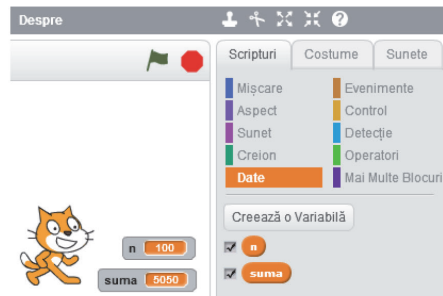 Despre
Scripturi Costume Sunete
Mișcare Evenimente
Aspect Control
Sunet Detecție
Creion Operatori
Date Mai Multe Blocuri
Creează o Variabilă
n
suma
n 100
suma 5050